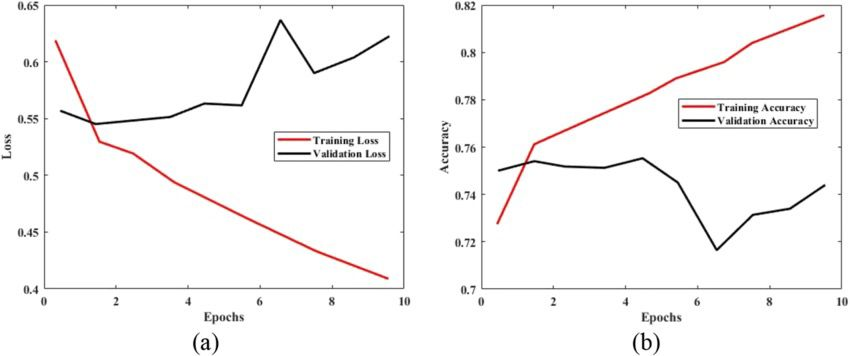 0.65
0.6
0.55
0.5
0.45
0.4
Loss
Training Loss
Validation Loss
0 2 4 6 8 10
Epochs
(a)
0.82
0.8
0.78
0.76
0.74
0.72
0.7
Accuracy
Training Accuracy
Validation Accuracy
0 2 4 6 8 10
Epochs
(b)